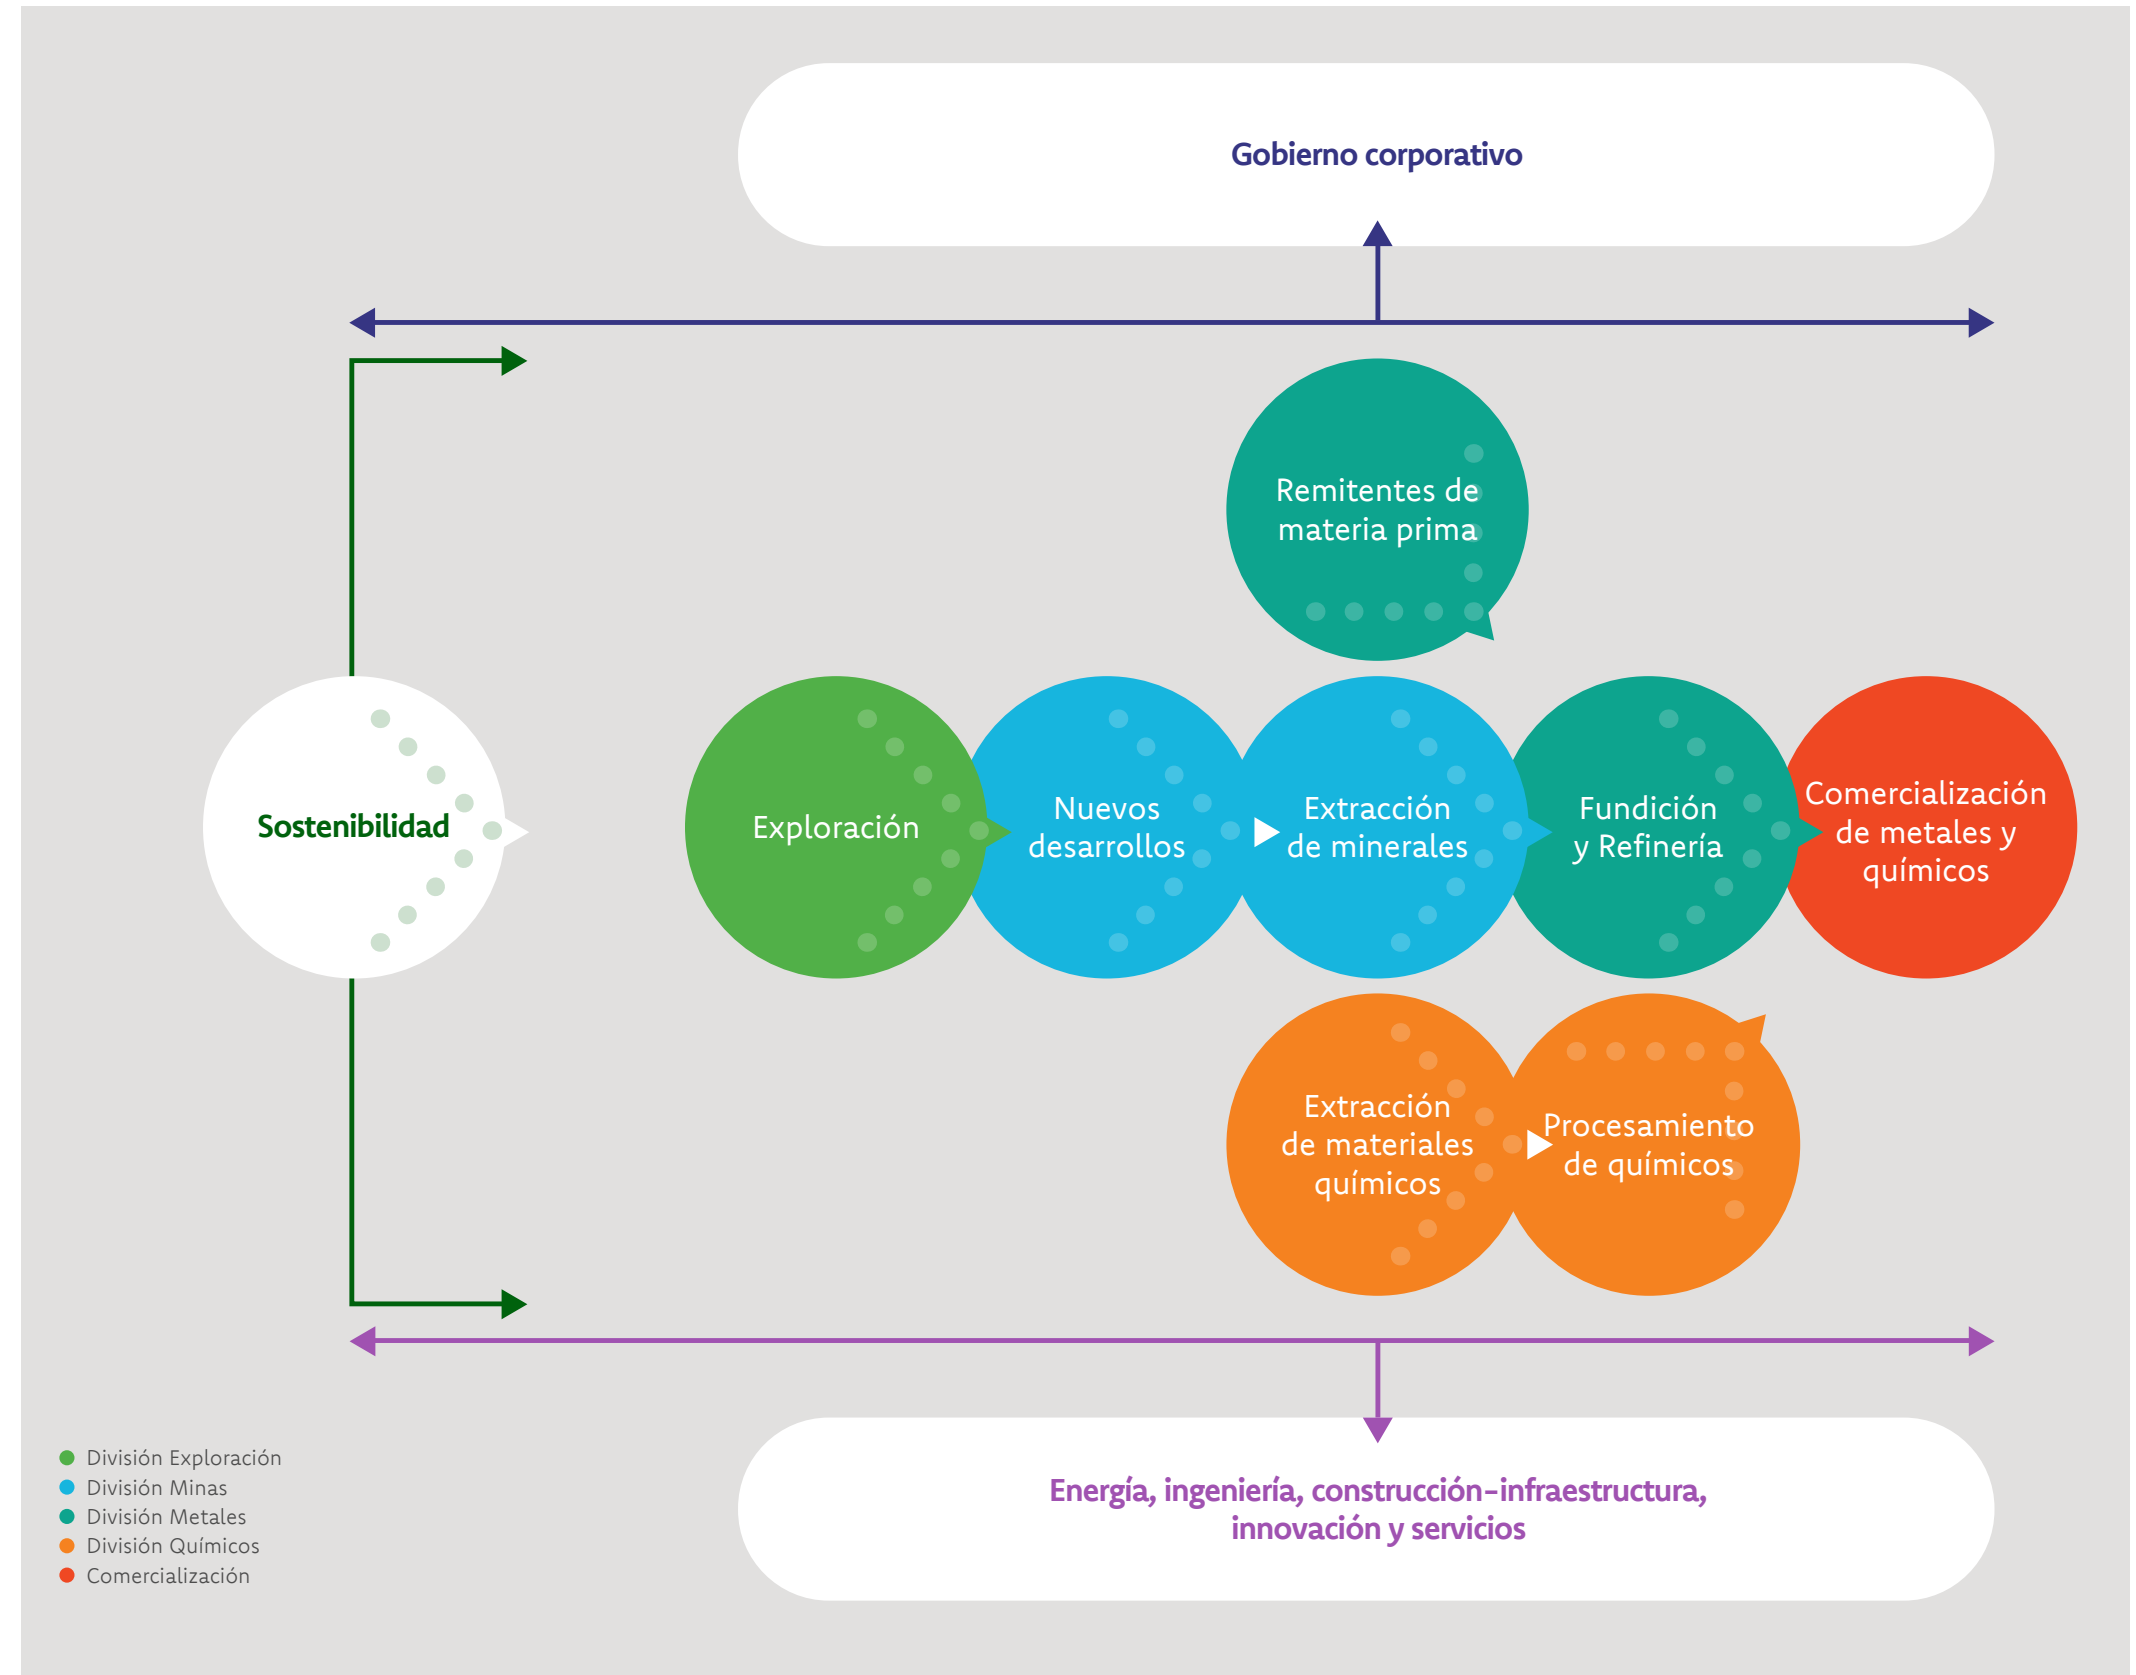 Gobierno corporativo
Remitentes de
materia prima
Sostenibilidad
Exploración
Nuevos
desarrollos
Extracción
de minerales
Fundición
y Refinería
Comercialización
de metales y
químicos
Extracción
de materiales
químicos
Procesamiento
de químicos
Energía, ingeniería, construcción-infraestructura,
innovación y servicios
División Exploración
División Minas
División Metales
División Químicos
Comercialización